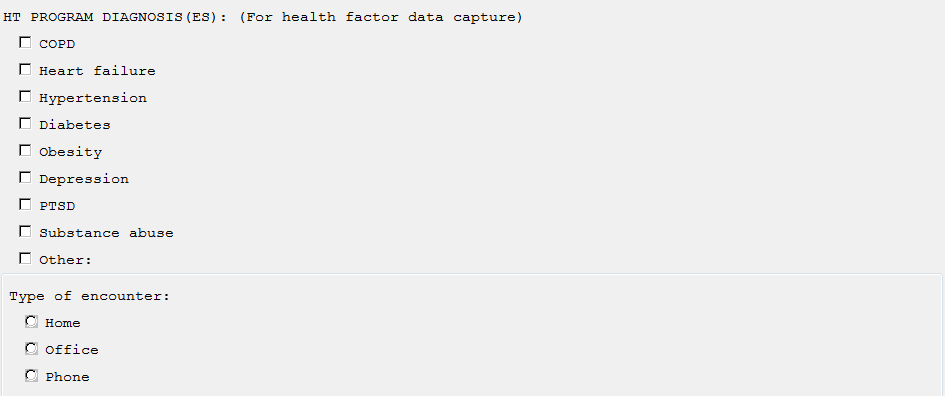 HT PROGRAM DIAGNOSIS(ES): (For health factor data capture)
COPD
Heart failure
Hypertension
Diabetes
Obesity
Depression
PTSD
Substance abuse
Other:
Type of encounter:
Home
Office
Phone